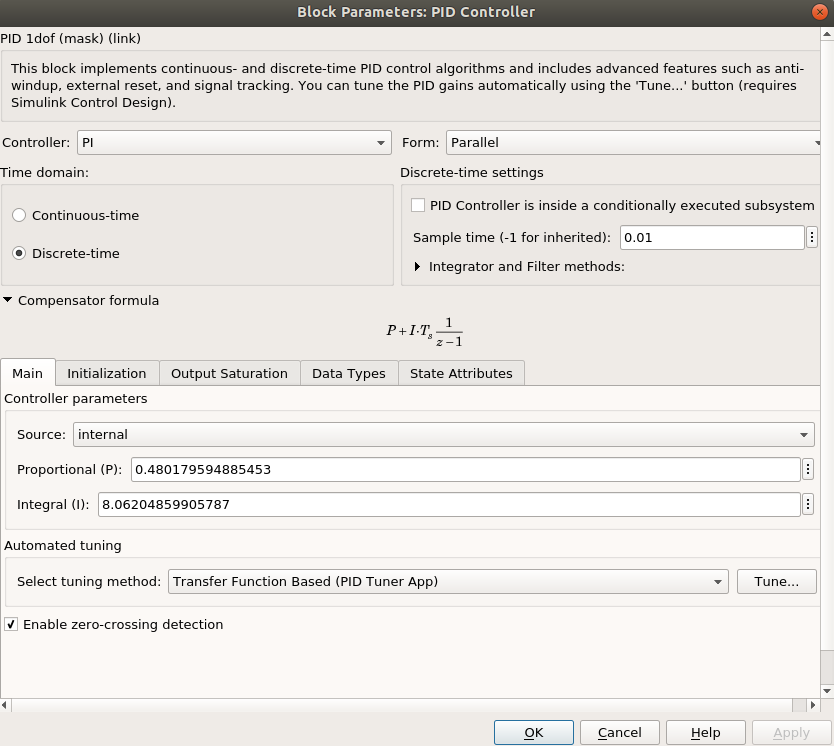 Block Parameters: PID Controller
PID 1dof (mask) (link)
This block implements continuous- and discrete-time PID control algorithms and includes advanced features such as anti-
windup, external reset, and signal tracking. You can tune the PID gains automatically using the 'Tune...' button (requires
Simulink Control Design).
Controller: PI Form: Parallel
Time domain: Discrete-time settings
Continuous-time
PID Controller is inside a conditionally executed subsystem
Discrete-time
Sample time (-1 for inherited): 0.01
Integrator and Filter methods:
Compensator formula
P + I·T_s 1/(z−1)
Main Initialization Output Saturation Data Types State Attributes
Controller parameters
Source: internal
Proportional (P): 0.480179594885453
Integral (I): 8.06204859905787
Automated tuning
Select tuning method: Transfer Function Based (PID Tuner App) Tune...
Enable zero-crossing detection
OK Cancel Help Apply